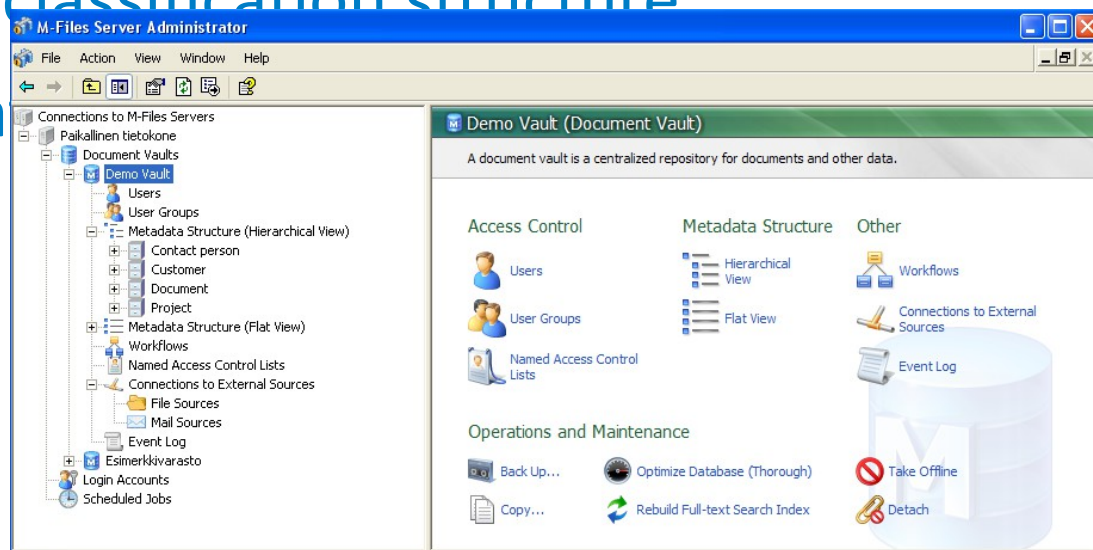 classification structure
M-Files Server Administrator
File Action View Window Help
Connections to M-Files Servers
Paikallinen tietokone
Document Vaults
Demo Vault
Users
User Groups
Metadata Structure (Hierarchical View)
Contact person
Customer
Document
Project
Metadata Structure (Flat View)
Workflows
Named Access Control Lists
Connections to External Sources
File Sources
Mail Sources
Event Log
Esimerkkivarasto
Login Accounts
Scheduled Jobs
Demo Vault (Document Vault)
A document vault is a centralized repository for documents and other data.
Access Control
Users
User Groups
Named Access Control
Lists
Metadata Structure
Hierarchical
View
Flat View
Other
Workflows
Connections to External
Sources
Event Log
Operations and Maintenance
Back Up...
Optimize Database (Thorough)
Take Offline
Copy...
Rebuild Full-text Search Index
Detach